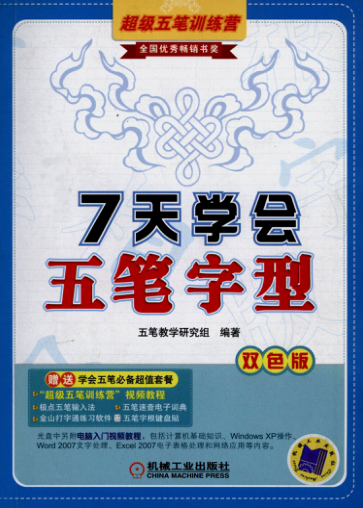 超级五笔训练营
全国优秀畅销书奖
7天学会
五笔字型
五笔教学研究组 编著
双色版
赠送 学会五笔必备超值套餐
“超级五笔训练营”视频教程
极点五笔输入法 五笔速查电子词典
金山打字通练习软件 五笔字根键盘贴
光盘中另附电脑入门视频教程，包括计算机基础知识、Windows XP操作、
Word 2007文字处理、Excel 2007电子表格处理和网络应用等内容。
机械工业出版社
CHINA MACHINE PRESS